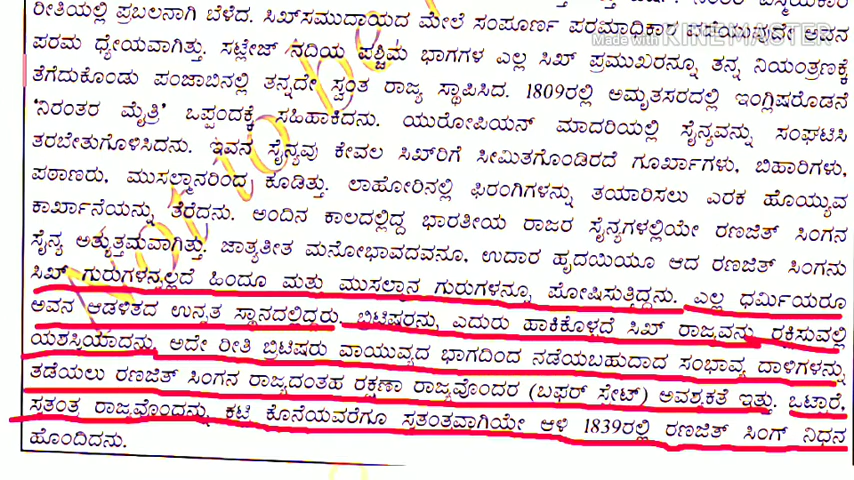 ರೀತಿಯಲ್ಲಿ ಪ್ರಬಲನಾಗಿ ಬೆಳೆದ. ಸಿಖ್‌ಸಮುದಾಯದ ಮೇಲೆ ಸಂಪೂರ್ಣ ಪರಮಾಧಿಕಾರ ಪಡೆಯುವುದೇ ಅವನ
Made with KINEMASTER
ಪರಮ ಧ್ಯೇಯವಾಗಿತ್ತು. ಸಟ್ಲೇಜ್ ನದಿಯ ಪಶ್ಚಿಮ ಭಾಗಗಳ ಎಲ್ಲ ಸಿಖ್ ಪ್ರಮುಖರನ್ನೂ ತನ್ನ ನಿಯಂತ್ರಣಕ್ಕೆ
ತೆಗೆದುಕೊಂಡು ಪಂಜಾಬಿನಲ್ಲಿ ತನ್ನದೇ ಸ್ವಂತ ರಾಜ್ಯ ಸ್ಥಾಪಿಸಿದ. 1809ರಲ್ಲಿ ಅಮೃತಸರದಲ್ಲಿ ಇಂಗ್ಲಿಷರೊಡನೆ
'ನಿರಂತರ ಮೈತ್ರಿ' ಒಪ್ಪಂದಕ್ಕೆ ಸಹಿಹಾಕಿದನು. ಯುರೋಪಿಯನ್ ಮಾದರಿಯಲ್ಲಿ ಸೈನ್ಯವನ್ನು ಸಂಘಟಿಸಿ
ತರಬೇತುಗೊಳಿಸಿದನು. ಇವನ ಸೈನ್ಯವು ಕೇವಲ ಸಿಖ್‌ರಿಗೆ ಸೀಮಿತಗೊಂಡಿರದೆ ಗೂರ್ಖಾಗಳು, ಬಿಹಾರಿಗಳು,
ಪಠಾಣರು, ಮುಸಲ್ಮಾನರಿಂದ ಕೂಡಿತ್ತು. ಲಾಹೋರಿನಲ್ಲಿ ಫಿರಂಗಿಗಳನ್ನು ತಯಾರಿಸಲು ಎರಕ ಹೊಯ್ಯುವ
ಕಾರ್ಖಾನೆಯನ್ನು ತೆರೆದನು. ಅಂದಿನ ಕಾಲದಲ್ಲಿದ್ದ ಭಾರತೀಯ ರಾಜರ ಸೈನ್ಯಗಳಲ್ಲಿಯೇ ರಣಜಿತ್ ಸಿಂಗನ
ಸೈನ್ಯ ಅತ್ಯುತ್ತಮವಾಗಿತ್ತು. ಜಾತ್ಯತೀತ ಮನೋಭಾವದವನೂ, ಉದಾರ ಹೃದಯಿಯೂ ಆದ ರಣಜಿತ್ ಸಿಂಗನು
ಸಿಖ್ ಗುರುಗಳನ್ನಲ್ಲದೆ ಹಿಂದೂ ಮತ್ತು ಮುಸಲ್ಮಾನ ಗುರುಗಳನ್ನೂ ಪೋಷಿಸುತ್ತಿದ್ದನು. ಎಲ್ಲ ಧರ್ಮಿಯರೂ
ಅವನ ಆಡಳಿತದ ಉನ್ನತ ಸ್ಥಾನದಲ್ಲಿದ್ದರು. ಬ್ರಿಟಿಷರನ್ನು ಎದುರು ಹಾಕಿಕೊಳ್ಳದೆ ಸಿಖ್ ರಾಜ್ಯವನ್ನು ರಕ್ಷಿಸುವಲ್ಲಿ
ಯಶಸ್ವಿಯಾದನು. ಅದೇ ರೀತಿ ಬ್ರಿಟಿಷರು ವಾಯುವ್ಯದ ಭಾಗದಿಂದ ನಡೆಯಬಹುದಾದ ಸಂಭಾವ್ಯ ದಾಳಿಗಳನ್ನು
ತಡೆಯಲು ರಣಜಿತ್ ಸಿಂಗನ ರಾಜ್ಯದಂತಹ ರಕ್ಷಣಾ ರಾಜ್ಯವೊಂದರ (ಬಫರ್ ಸ್ಟೇಟ್) ಅವಶ್ಯಕತೆ ಇತ್ತು. ಒಟ್ಟಾರೆ,
ಸ್ವತಂತ್ರ ರಾಜ್ಯವೊಂದನ್ನು ಕಟ್ಟಿ ಕೊನೆಯವರೆಗೂ ಸ್ವತಂತ್ರವಾಗಿಯೇ ಆಳಿ 1839ರಲ್ಲಿ ರಣಜಿತ್ ಸಿಂಗ್ ನಿಧನ
ಹೊಂದಿದನು.